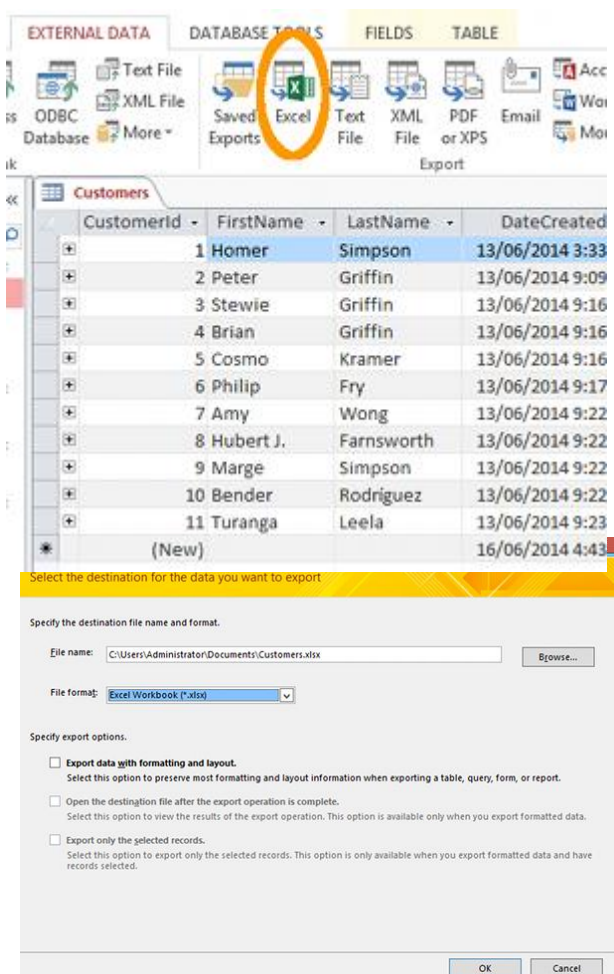 EXTERNAL DATA DATABASE TOOLS FIELDS TABLE
Text File
XML File
More
ODBC Database
Saved Exports
Excel
Text File
XML File
PDF or XPS
Email
Export
Customers
CustomerId FirstName LastName DateCreated
1 Homer Simpson 13/06/2014 3:33
2 Peter Griffin 13/06/2014 9:09
3 Stewie Griffin 13/06/2014 9:16
4 Brian Griffin 13/06/2014 9:16
5 Cosmo Kramer 13/06/2014 9:16
6 Philip Fry 13/06/2014 9:17
7 Amy Wong 13/06/2014 9:22
8 Hubert J. Farnsworth 13/06/2014 9:22
9 Marge Simpson 13/06/2014 9:22
10 Bender Rodríguez 13/06/2014 9:22
11 Turanga Leela 13/06/2014 9:23
(New) 16/06/2014 4:43
Select the destination for the data you want to export
Specify the destination file name and format.
File name: C:\Users\Administrator\Documents\Customers.xlsx Browse...
File format: Excel Workbook (*.xlsx)
Specify export options.
Export data with formatting and layout.
Select this option to preserve most formatting and layout information when exporting a table, query, form, or report.
Open the destination file after the export operation is complete.
Select this option to view the results of the export operation. This option is available only when you export formatted data.
Export only the selected records.
Select this option to export only the selected records. This option is only available when you export formatted data and have
records selected.
OK Cancel